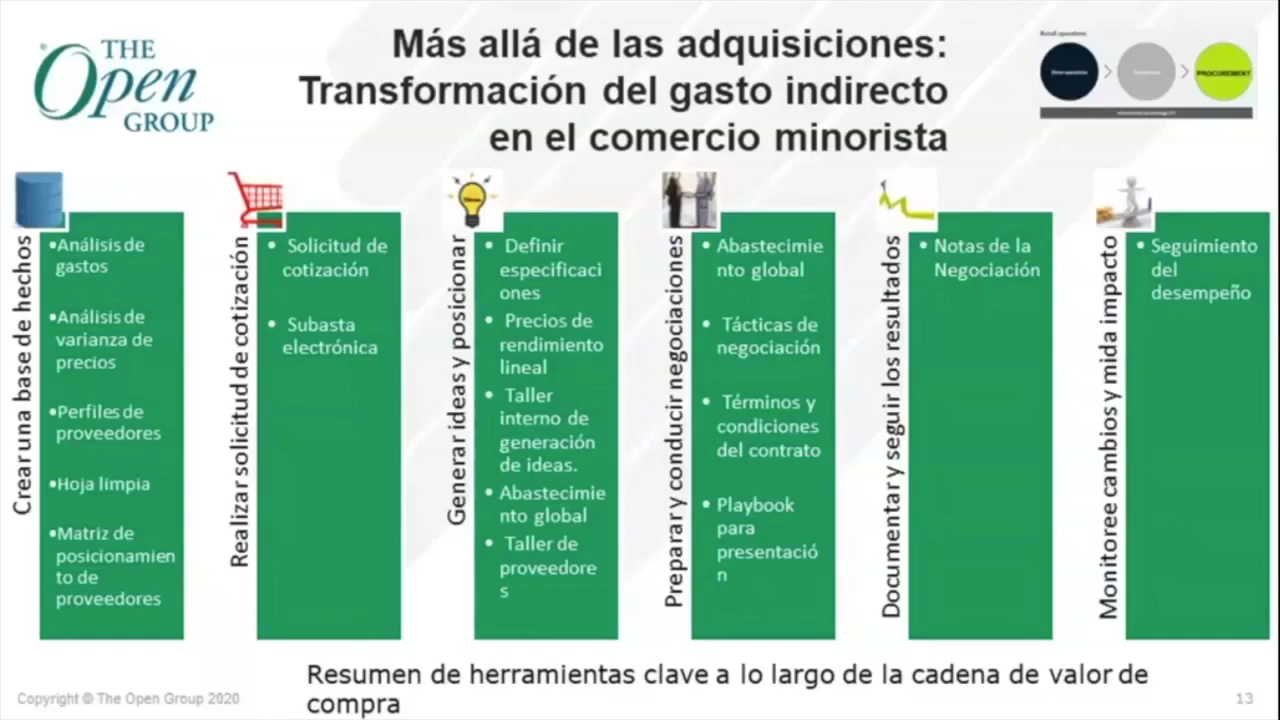 THE
Open
GROUP
Más allá de las adquisiciones:
Transformación del gasto indirecto
en el comercio minorista
PROCUREMENT
Crear una base de hechos
•Análisis de
gastos
•Análisis de
varianza de
precios
•Perfiles de
proveedores
•Hoja limpia
•Matriz de
posicionamien
to de
proveedores
Realizar solicitud de cotización
• Solicitud de
cotización
• Subasta
electrónica
Generar ideas y posicionar
• Definir
especificaci
ones
• Precios de
rendimiento
lineal
• Taller
interno de
generación
de ideas.
• Abastecimie
nto global
• Taller de
proveedore
s
Preparar y conducir negociaciones
• Abastecimie
nto global
• Tácticas de
negociación
• Términos y
condiciones
del contrato
• Playbook
para
presentació
n
Documentar y seguir los resultados
• Notas de la
Negociación
Monitoree cambios y mida impacto
• Seguimiento
del
desempeño
Resumen de herramientas clave a lo largo de la cadena de valor de
compra
Copyright © The Open Group 2020
13